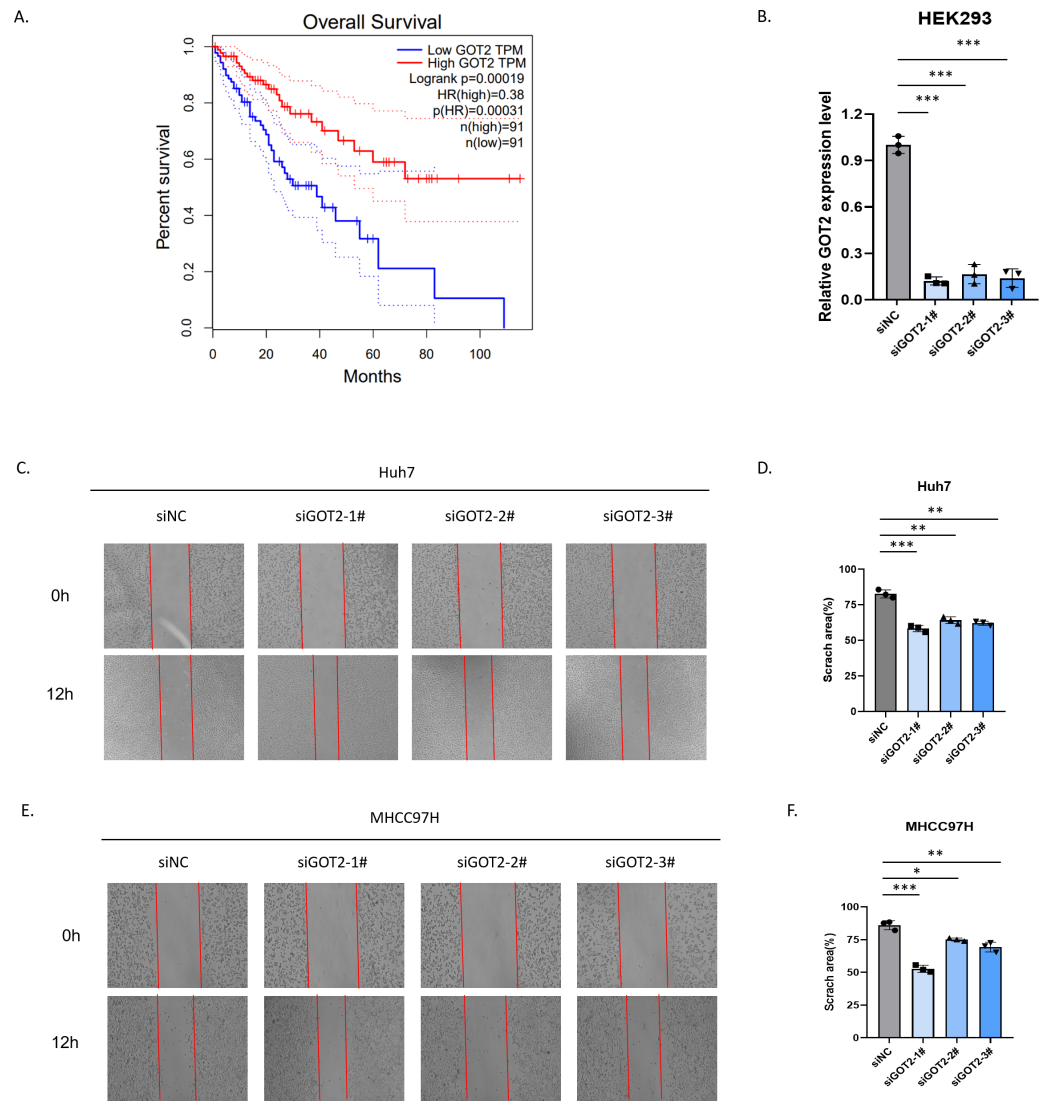 A.
Overall Survival
Percent survival
1.0
0.8
0.6
0.4
0.2
0.0
Low GOT2 TPM
High GOT2 TPM
Logrank p=0.00019
HR(high)=0.38
p(HR)=0.00031
n(high)=91
n(low)=91
0 20 40 60 80 100
Months
B.
HEK293
***
***
***
Relative GOT2 expression level
1.2
0.9
0.6
0.3
0.0
siNC siGOT2-1# siGOT2-2# siGOT2-3#
C.
Huh7
siNC siGOT2-1# siGOT2-2# siGOT2-3#
0h
12h
D.
Huh7
**
**
***
Scrach area(%)
100
75
50
25
0
siNC siGOT2-1# siGOT2-2# siGOT2-3#
E.
MHCC97H
siNC siGOT2-1# siGOT2-2# siGOT2-3#
0h
12h
F.
MHCC97H
**
*
***
Scrach area(%)
100
75
50
25
0
siNC siGOT2-1# siGOT2-2# siGOT2-3#